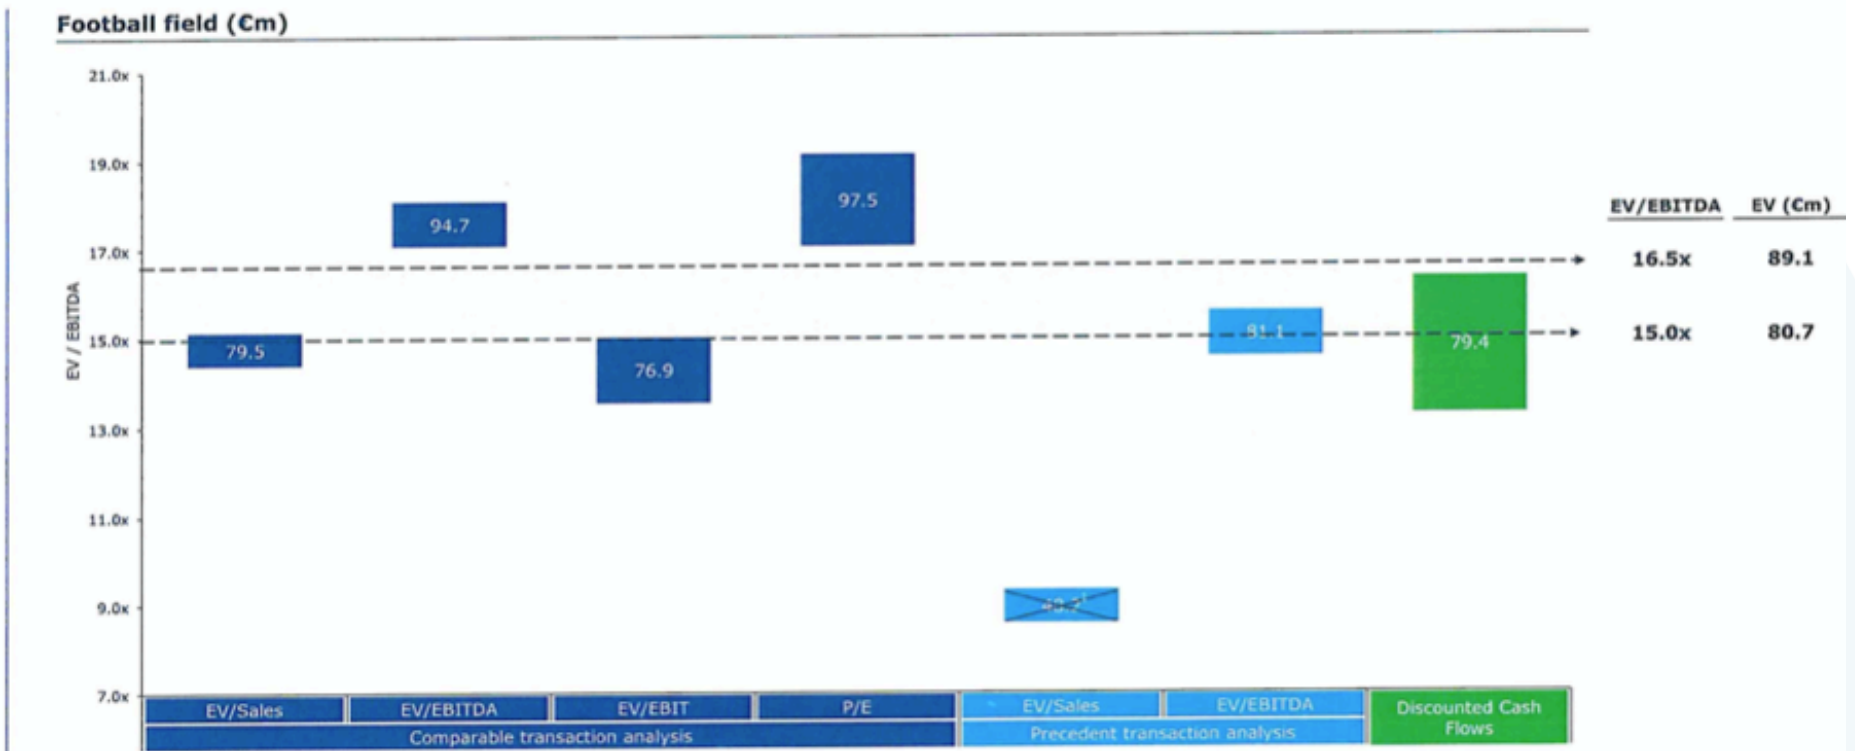 Football field (€m)
21.0x
19.0x
17.0x
15.0x
13.0x
11.0x
9.0x
7.0x
EV / EBITDA
79.5
94.7
76.9
97.5
81.1
79.4
EV/EBITDA EV (€m)
16.5x 89.1
15.0x 80.7
EV/Sales EV/EBITDA EV/EBIT P/E EV/Sales EV/EBITDA Discounted Cash Flows
Comparable transaction analysis Precedent transaction analysis